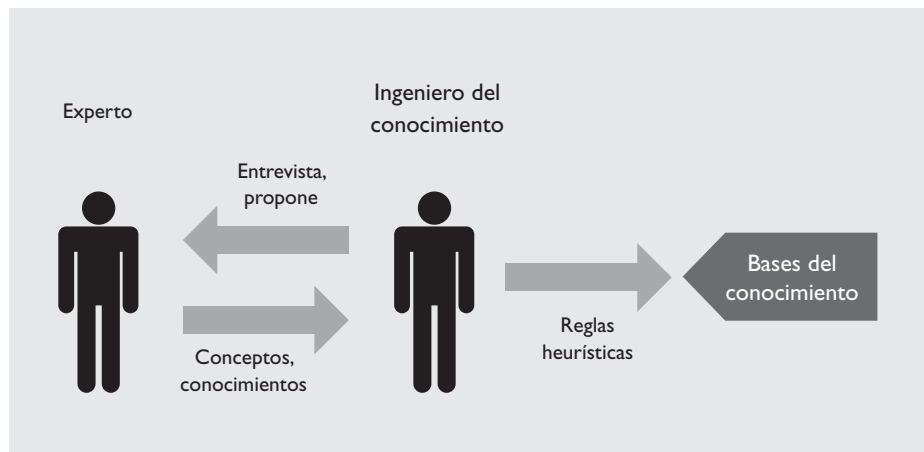 Experto
Ingeniero del
conocimiento
Entrevista,
propone
Conceptos,
conocimientos
Reglas
heurísticas
Bases del
conocimiento